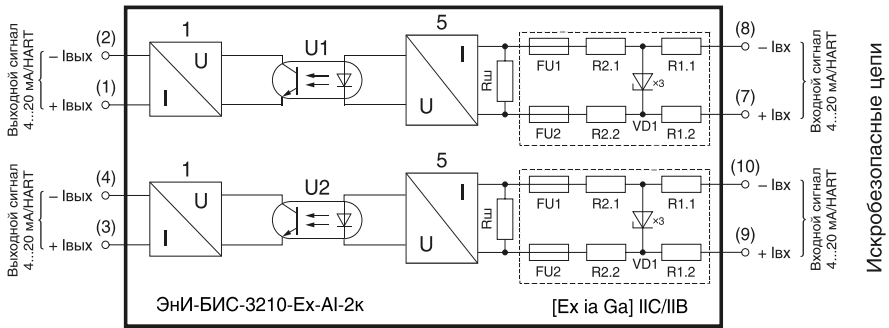 Выходной сигнал
4...20 мА/HART
(2)
– Iвых
(1)
+ Iвых
1
U
I
U1
5
I
U
Rш
FU1
R2.1
R1.1
×3
FU2
R2.2
VD1
R1.2
(8)
– Iвх
(7)
+ Iвх
Входной сигнал
4...20 мА/HART
Выходной сигнал
4...20 мА/HART
(4)
– Iвых
(3)
+ Iвых
1
U
I
U2
5
I
U
Rш
FU1
R2.1
R1.1
×3
FU2
R2.2
VD1
R1.2
(10)
– Iвх
(9)
+ Iвх
Входной сигнал
4...20 мА/HART
Искробезопасные цепи
ЭнИ-БИС-3210-Ex-AI-2к
[Ex ia Ga] IIC/IIB